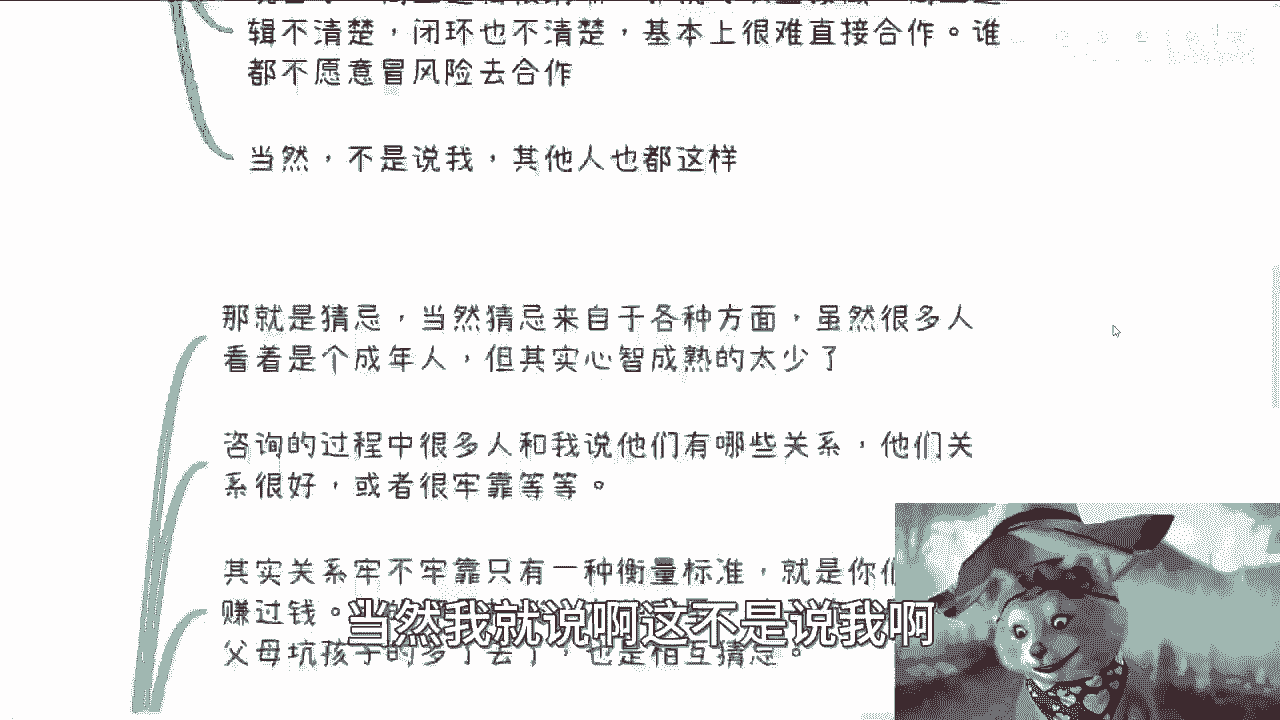 辑不清楚，闭环也不清楚，基本上很难直接合作。谁
都不愿意冒风险去合作
当然，不是说我，其他人也都这样
那就是猜忌，当然猜忌来自于各种方面，虽然很多人
看着是个成年人，但其实心智成熟的太少了
咨询的过程中很多人和我说他们有哪些关系，他们关
系很好，或者很牢靠等等。
其实关系牢不牢靠只有一种衡量标准，就是你们
赚过钱。
当然我就说啊这不是说我啊
父母坑孩子的多了去了，也是相互猜忌。